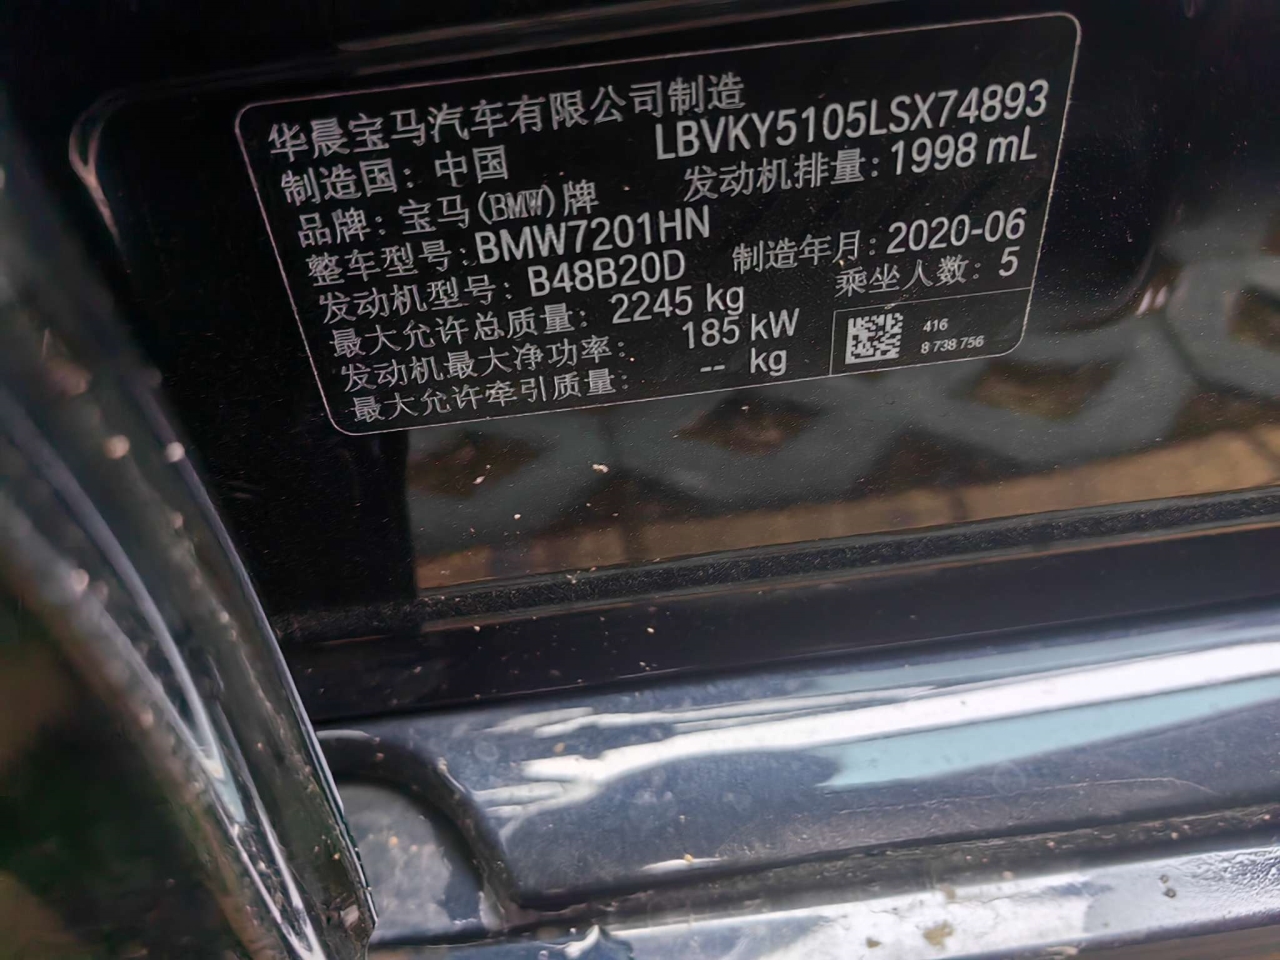 华晨宝马汽车有限公司制造
制造国：中国 LBVKY5105LSX74893
品牌：宝马(BMW)牌 发动机排量：1998 mL
整车型号：BMW7201HN
发动机型号：B48B20D 制造年月：2020-06
最大允许总质量：2245 kg 乘坐人数：5
发动机最大净功率：185 kW
最大允许牵引质量：-- kg
416
8 738 756